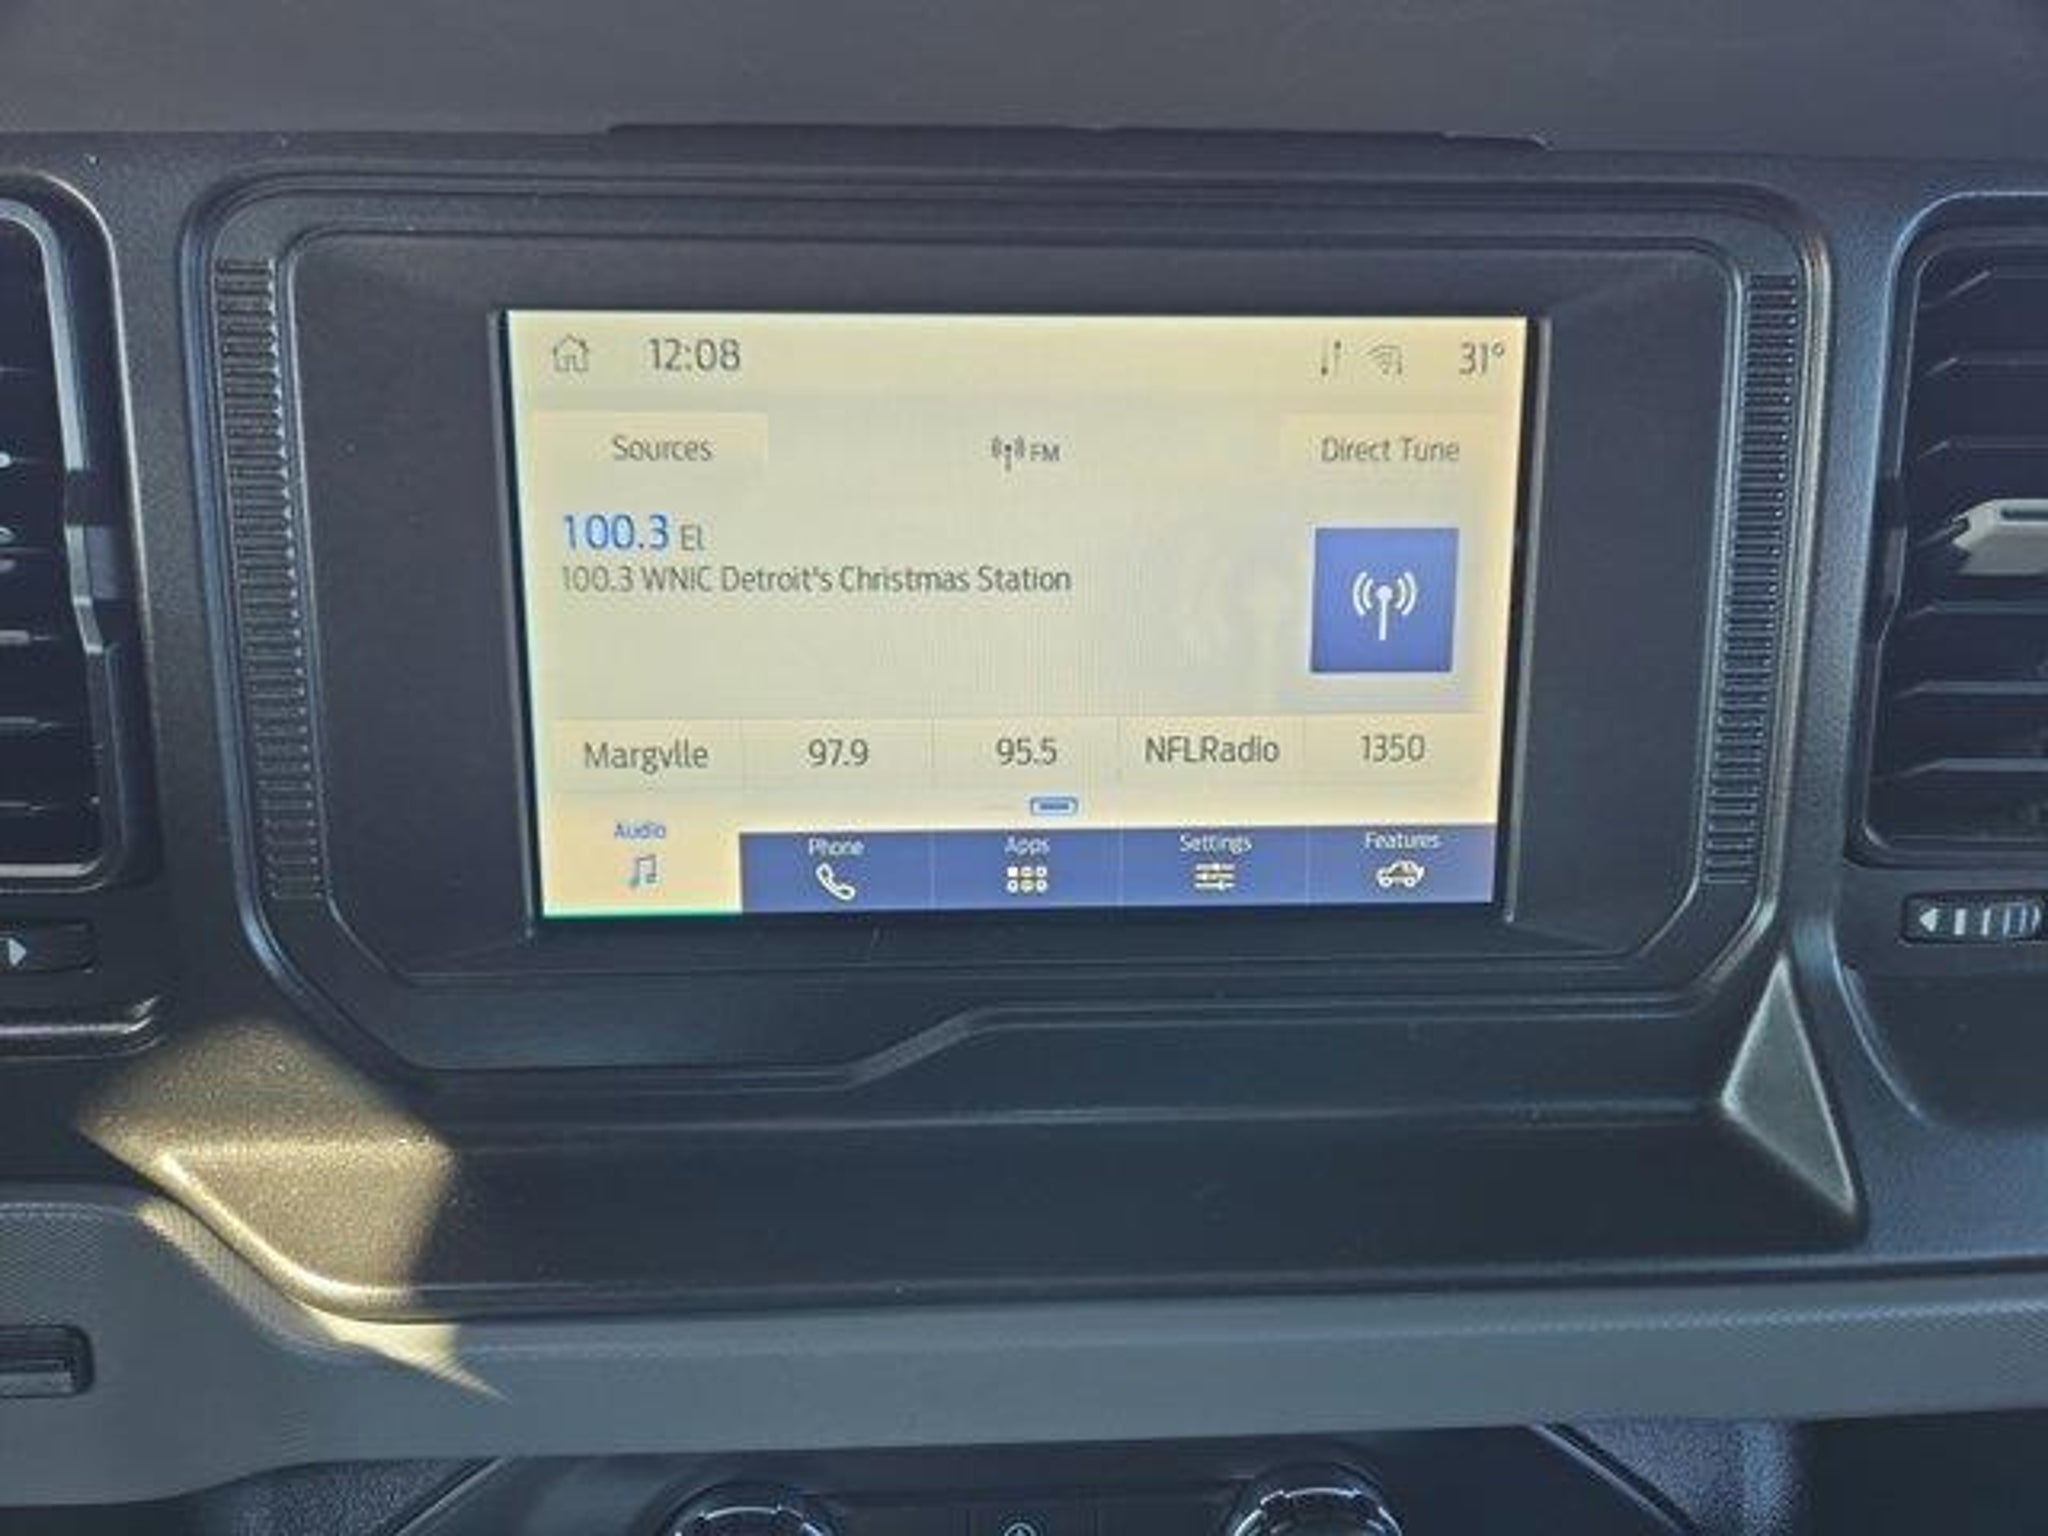 12:08 31°
Sources FM Direct Tune
100.3 El
100.3 WNIC Detroit's Christmas Station
Margvlle 97.9 95.5 NFLRadio 1350
Audio Phone Apps Settings Features